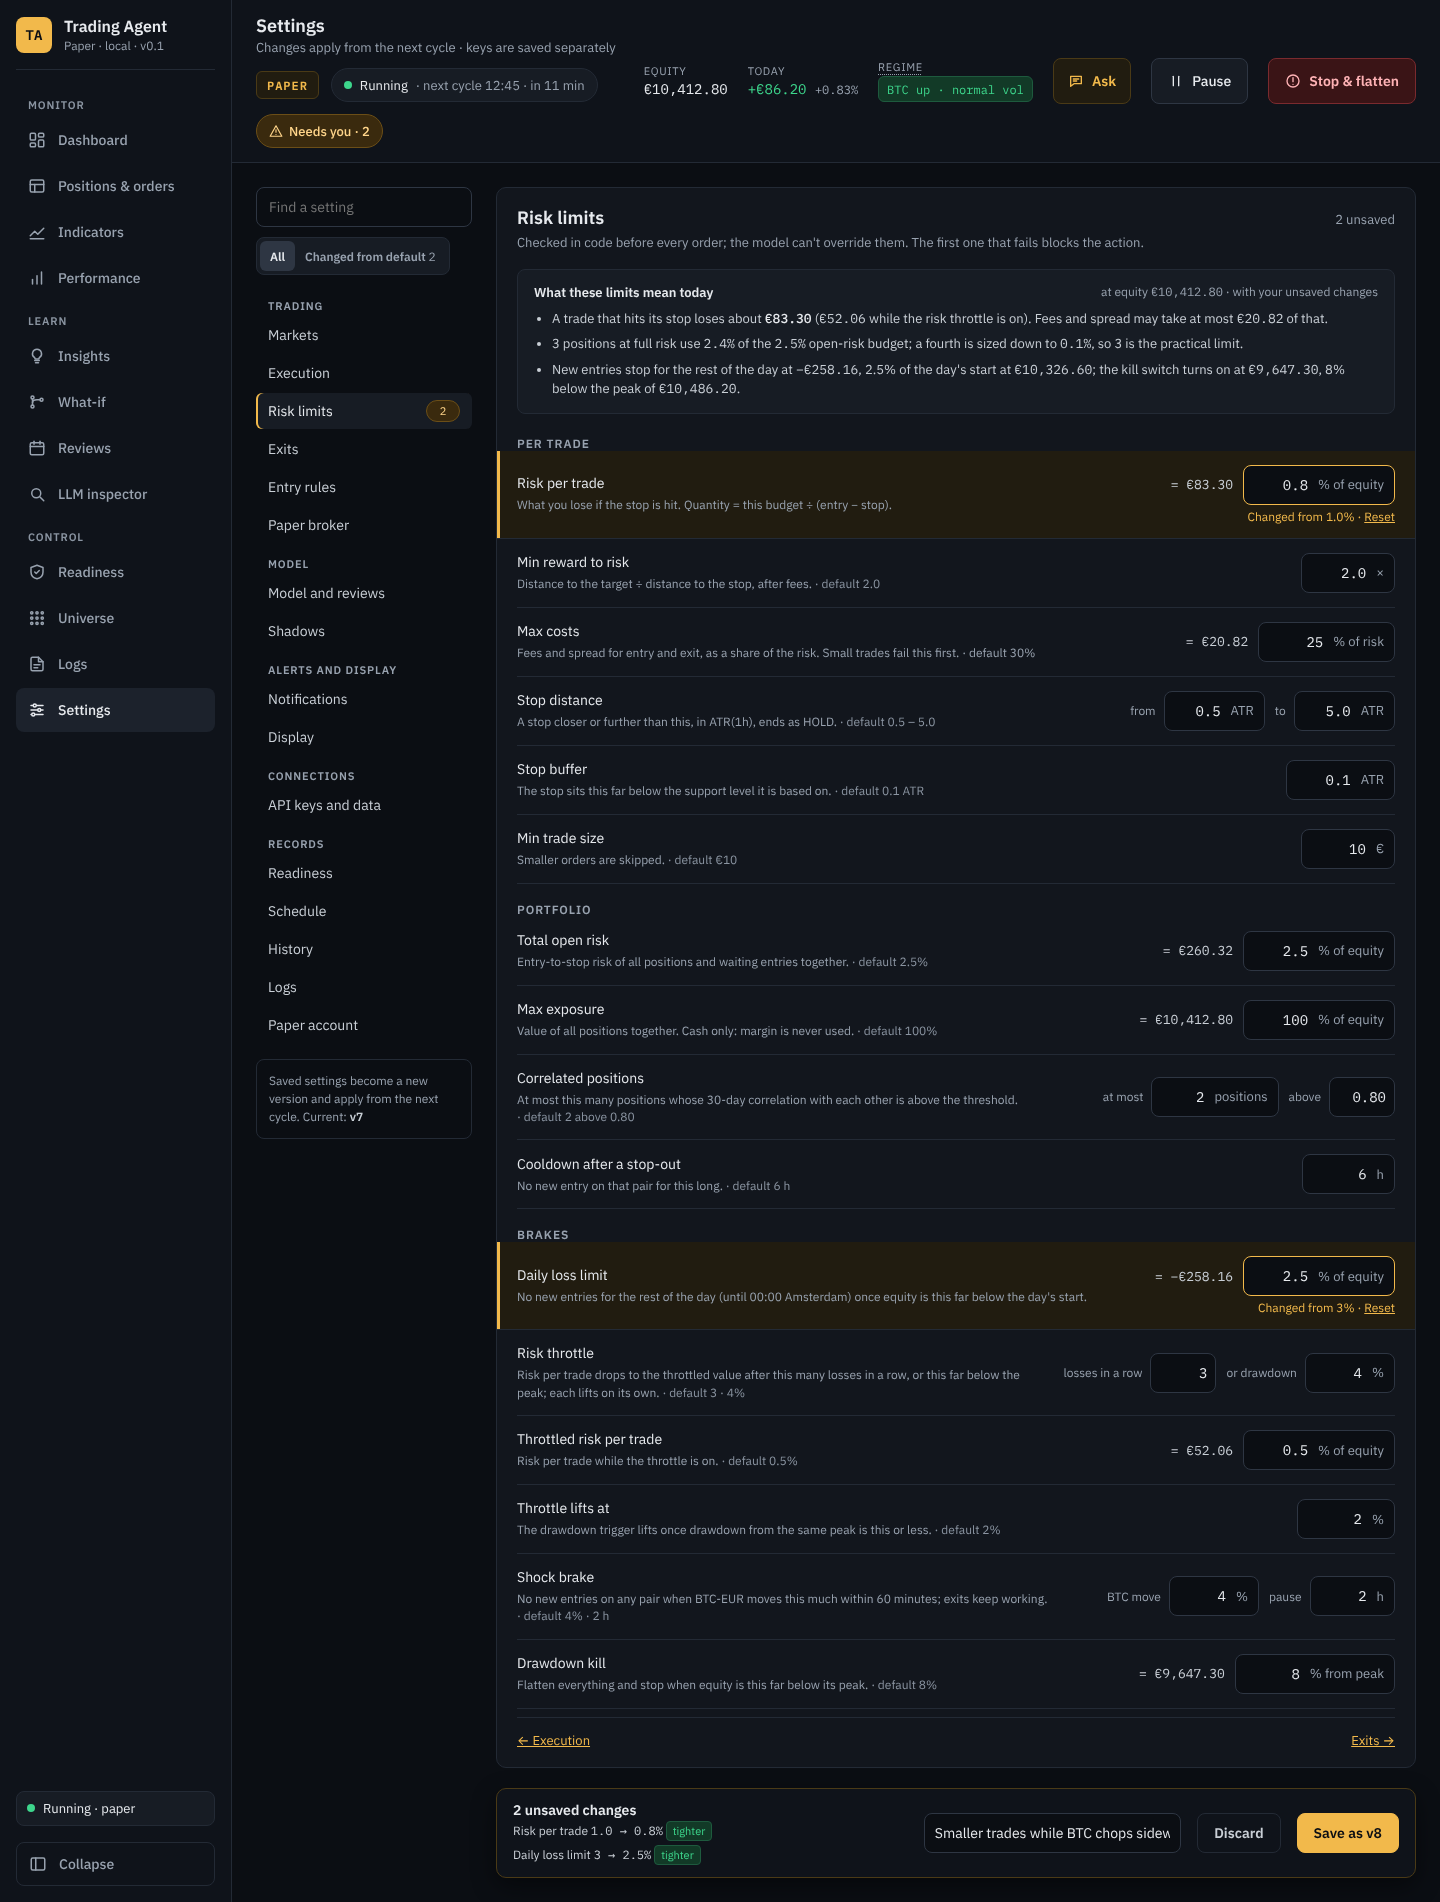 TA
Trading Agent
Paper · local · v0.1
MONITOR
Dashboard
Positions & orders
Indicators
Performance
LEARN
Insights
What-if
Reviews
LLM inspector
CONTROL
Readiness
Universe
Logs
Settings
Running · paper
Collapse
Settings
Changes apply from the next cycle · keys are saved separately
PAPER
Running · next cycle 12:45 · in 11 min
EQUITY
€10,412.80
TODAY
+€86.20 +0.83%
REGIME
BTC up · normal vol
Ask
Pause
Stop & flatten
Needs you · 2
Find a setting
All
Changed from default 2
TRADING
Markets
Execution
Risk limits 2
Exits
Entry rules
Paper broker
MODEL
Model and reviews
Shadows
ALERTS AND DISPLAY
Notifications
Display
CONNECTIONS
API keys and data
RECORDS
Readiness
Schedule
History
Logs
Paper account
Saved settings become a new
version and apply from the next
cycle. Current: v7
Risk limits
2 unsaved
Checked in code before every order; the model can't override them. The first one that fails blocks the action.
What these limits mean today
at equity €10,412.80 · with your unsaved changes
• A trade that hits its stop loses about €83.30 (€52.06 while the risk throttle is on). Fees and spread may take at most €20.82 of that.
• 3 positions at full risk use 2.4% of the 2.5% open-risk budget; a fourth is sized down to 0.1%, so 3 is the practical limit.
• New entries stop for the rest of the day at −€258.16, 2.5% of the day's start at €10,326.60; the kill switch turns on at €9,647.30, 8%
below the peak of €10,486.20.
PER TRADE
Risk per trade
What you lose if the stop is hit. Quantity = this budget ÷ (entry − stop).
= €83.30 0.8 % of equity
Changed from 1.0% · Reset
Min reward to risk
Distance to the target ÷ distance to the stop, after fees. · default 2.0
2.0 ×
Max costs
Fees and spread for entry and exit, as a share of the risk. Small trades fail this first. · default 30%
= €20.82 25 % of risk
Stop distance
A stop closer or further than this, in ATR(1h), ends as HOLD. · default 0.5 – 5.0
from 0.5 ATR to 5.0 ATR
Stop buffer
The stop sits this far below the support level it is based on. · default 0.1 ATR
0.1 ATR
Min trade size
Smaller orders are skipped. · default €10
10 €
PORTFOLIO
Total open risk
Entry-to-stop risk of all positions and waiting entries together. · default 2.5%
= €260.32 2.5 % of equity
Max exposure
Value of all positions together. Cash only: margin is never used. · default 100%
= €10,412.80 100 % of equity
Correlated positions
At most this many positions whose 30-day correlation with each other is above the threshold.
· default 2 above 0.80
at most 2 positions above 0.80
Cooldown after a stop-out
No new entry on that pair for this long. · default 6 h
6 h
BRAKES
Daily loss limit
No new entries for the rest of the day (until 00:00 Amsterdam) once equity is this far below the day's start.
= −€258.16 2.5 % of equity
Changed from 3% · Reset
Risk throttle
Risk per trade drops to the throttled value after this many losses in a row, or this far below the
peak; each lifts on its own. · default 3 · 4%
losses in a row 3 or drawdown 4 %
Throttled risk per trade
Risk per trade while the throttle is on. · default 0.5%
= €52.06 0.5 % of equity
Throttle lifts at
The drawdown trigger lifts once drawdown from the same peak is this or less. · default 2%
2 %
Shock brake
No new entries on any pair when BTC-EUR moves this much within 60 minutes; exits keep working.
· default 4% · 2 h
BTC move 4 % pause 2 h
Drawdown kill
Flatten everything and stop when equity is this far below its peak. · default 8%
= €9,647.30 8 % from peak
← Execution
Exits →
2 unsaved changes
Risk per trade 1.0 → 0.8% tighter
Daily loss limit 3 → 2.5% tighter
Smaller trades while BTC chops sidew
Discard
Save as v8